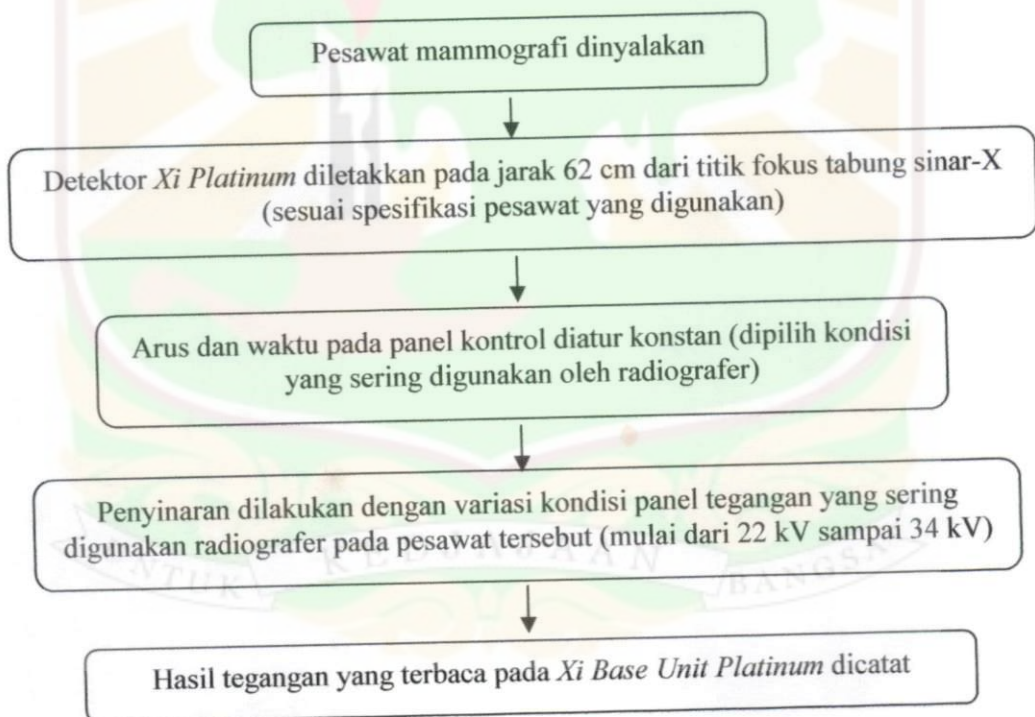 Pesawat mammografi dinyalakan
Detektor Xi Platinum diletakkan pada jarak 62 cm dari titik fokus tabung sinar-X
(sesuai spesifikasi pesawat yang digunakan)
Arus dan waktu pada panel kontrol diatur konstan (dipilih kondisi
yang sering digunakan oleh radiografer)
Penyinaran dilakukan dengan variasi kondisi panel tegangan yang sering
digunakan radiografer pada pesawat tersebut (mulai dari 22 kV sampai 34 kV)
UNTUK KEDJAJAAN BANGSA
Hasil tegangan yang terbaca pada Xi Base Unit Platinum dicatat